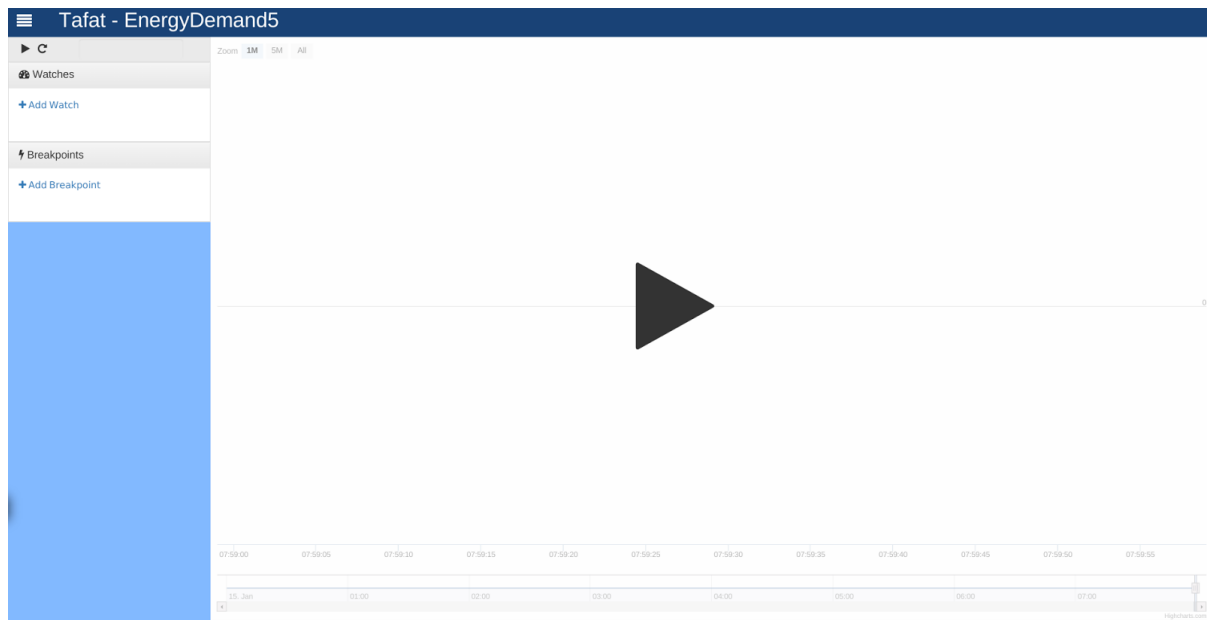 Tafat - EnergyDemand5
Watches
Add Watch
Breakpoints
Add Breakpoint
Zoom 1M 5M All
0
07:59:00 07:59:05 07:59:10 07:59:15 07:59:20 07:59:25 07:59:30 07:59:35 07:59:40 07:59:45 07:59:50 07:59:55
15. Jan 01:00 02:00 03:00 04:00 05:00 06:00 07:00
Highcharts.com